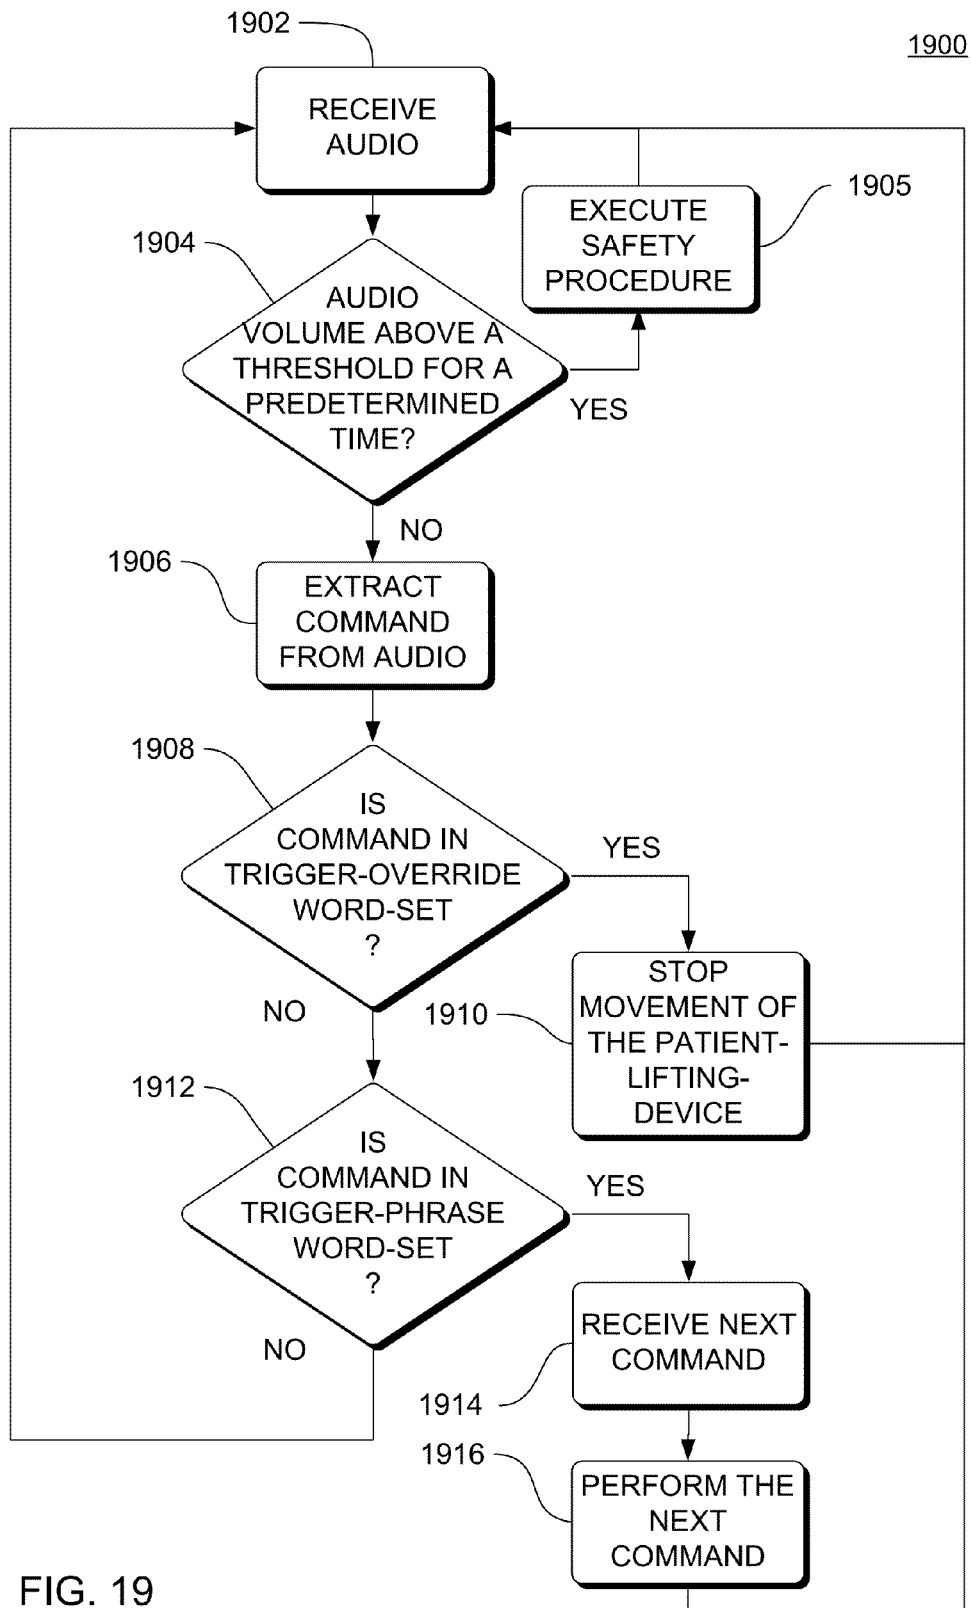 1902
1900
RECEIVE
AUDIO
1905
EXECUTE
SAFETY
PROCEDURE
1904
AUDIO
VOLUME ABOVE A
THRESHOLD FOR A
PREDETERMINED
TIME?
YES
NO
1906
EXTRACT
COMMAND
FROM AUDIO
1908
IS
COMMAND IN
TRIGGER-OVERRIDE
WORD-SET
?
YES
NO
1910
STOP
MOVEMENT OF
THE PATIENT-
LIFTING-
DEVICE
1912
IS
COMMAND IN
TRIGGER-PHRASE
WORD-SET
?
YES
NO
RECEIVE NEXT
COMMAND
1914
1916
PERFORM THE
NEXT
COMMAND
FIG. 19